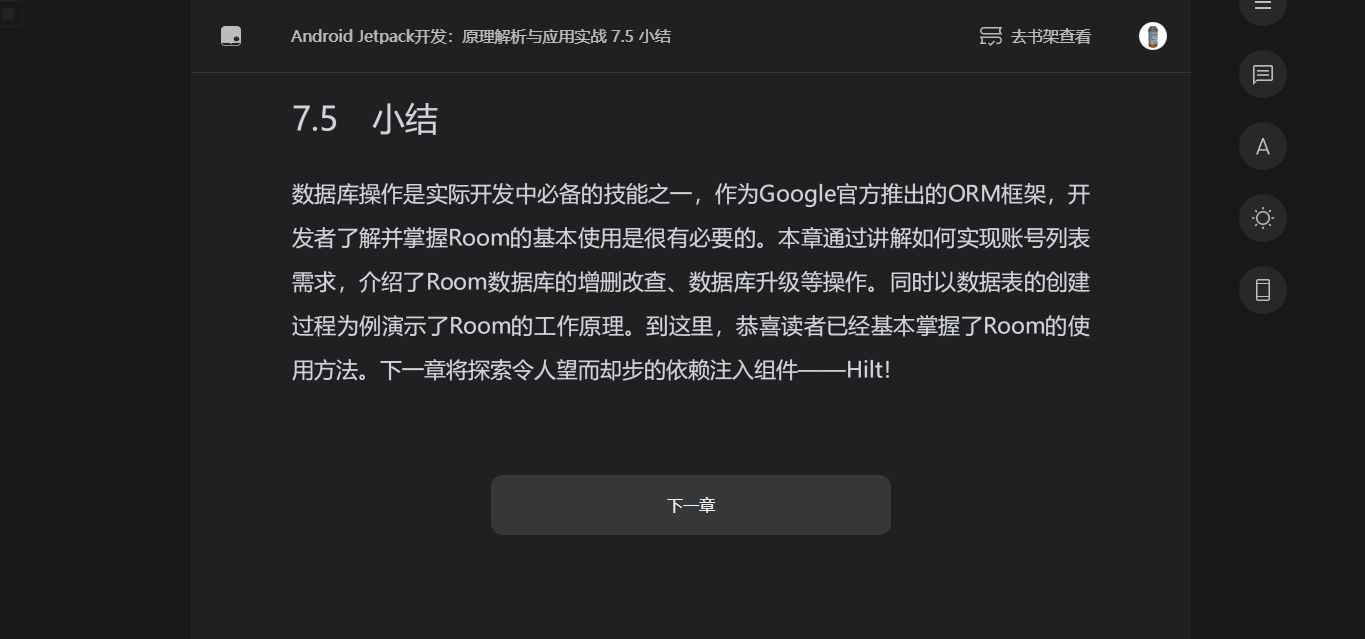 Android Jetpack开发：原理解析与应用实战 7.5 小结
去书架查看
7.5 小结
数据库操作是实际开发中必备的技能之一，作为Google官方推出的ORM框架，开
发者了解并掌握Room的基本使用是很有必要的。本章通过讲解如何实现账号列表
需求，介绍了Room数据库的增删改查、数据库升级等操作。同时以数据表的创建
过程为例演示了Room的工作原理。到这里，恭喜读者已经基本掌握了Room的使
用方法。下一章将探索令人望而却步的依赖注入组件——Hilt！
下一章
A